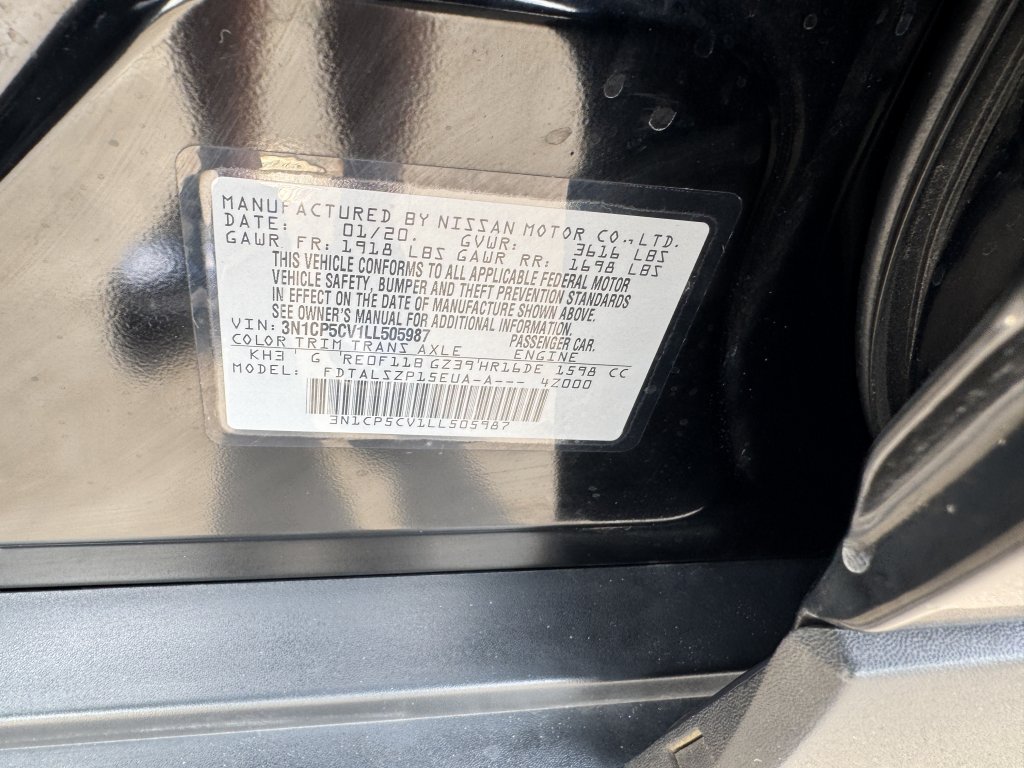 MANUFACTURED BY NISSAN MOTOR CO., LTD.
DATE: 01/20. GVWR: 3616 LBS
GAWR FR: 1918 LBS GAWR RR: 1698 LBS
THIS VEHICLE CONFORMS TO ALL APPLICABLE FEDERAL MOTOR
VEHICLE SAFETY, BUMPER AND THEFT PREVENTION STANDARDS
IN EFFECT ON THE DATE OF MANUFACTURE SHOWN ABOVE.
SEE OWNER'S MANUAL FOR ADDITIONAL INFORMATION.
VIN: 3N1CP5CV1LL505987 PASSENGER CAR.
COLOR TRIM TRANS AXLE ENGINE
KH3 ' G 'RE0F11B GZ39'HR16DE 1598 CC
MODEL: FDTALSZP15EUA-A--- 4Z000
3N1CP5CV1LL505987